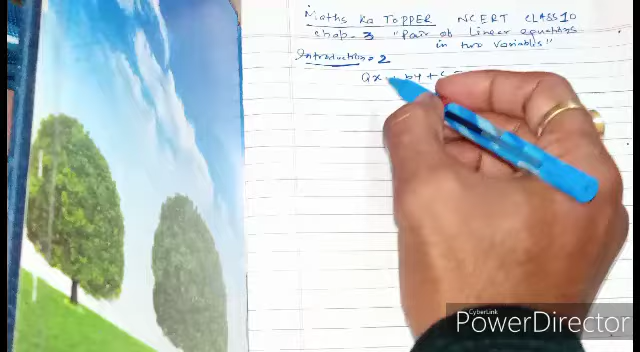 Maths Ka TOPPER NCERT CLASS 10
Chap-3 "Pair of Linear equations
in two variables"
Introduction - 2
ax + by + c =
CyberLink
PowerDirector